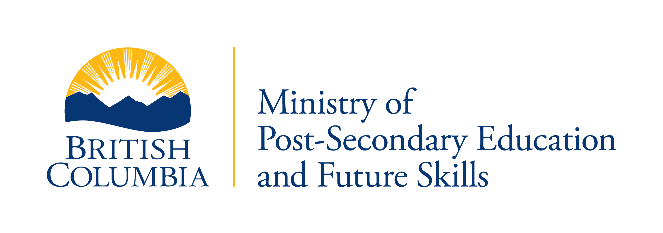 BRITISH
COLUMBIA
Ministry of
Post-Secondary Education
and Future Skills